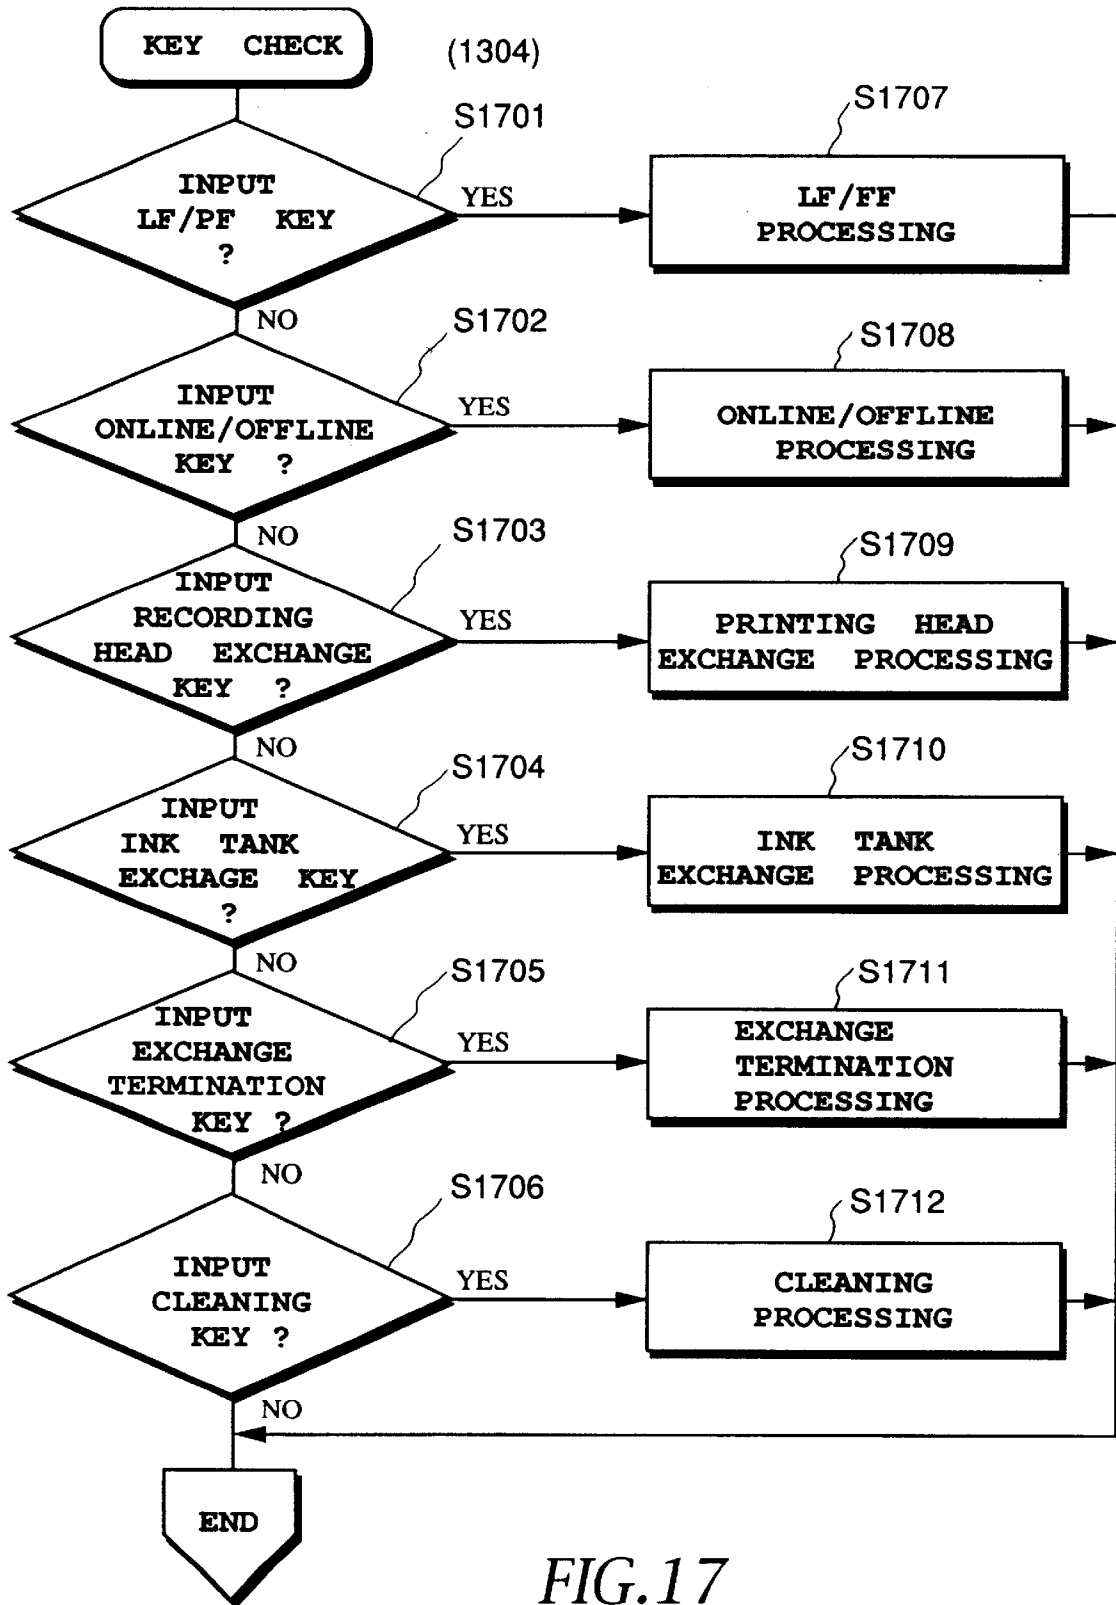 KEY CHECK
(1304)
S1701
S1707
INPUT
LF/PF KEY
?
YES
LF/FF
PROCESSING
NO
S1702
S1708
INPUT
ONLINE/OFFLINE
KEY ?
YES
ONLINE/OFFLINE
PROCESSING
NO
S1703
S1709
INPUT
RECORDING
HEAD EXCHANGE
KEY ?
YES
PRINTING HEAD
EXCHANGE PROCESSING
NO
S1704
S1710
INPUT
INK TANK
EXCHAGE KEY
?
YES
INK TANK
EXCHANGE PROCESSING
NO
S1705
S1711
INPUT
EXCHANGE
TERMINATION
KEY ?
YES
EXCHANGE
TERMINATION
PROCESSING
NO
S1706
S1712
INPUT
CLEANING
KEY ?
YES
CLEANING
PROCESSING
NO
END
FIG.17